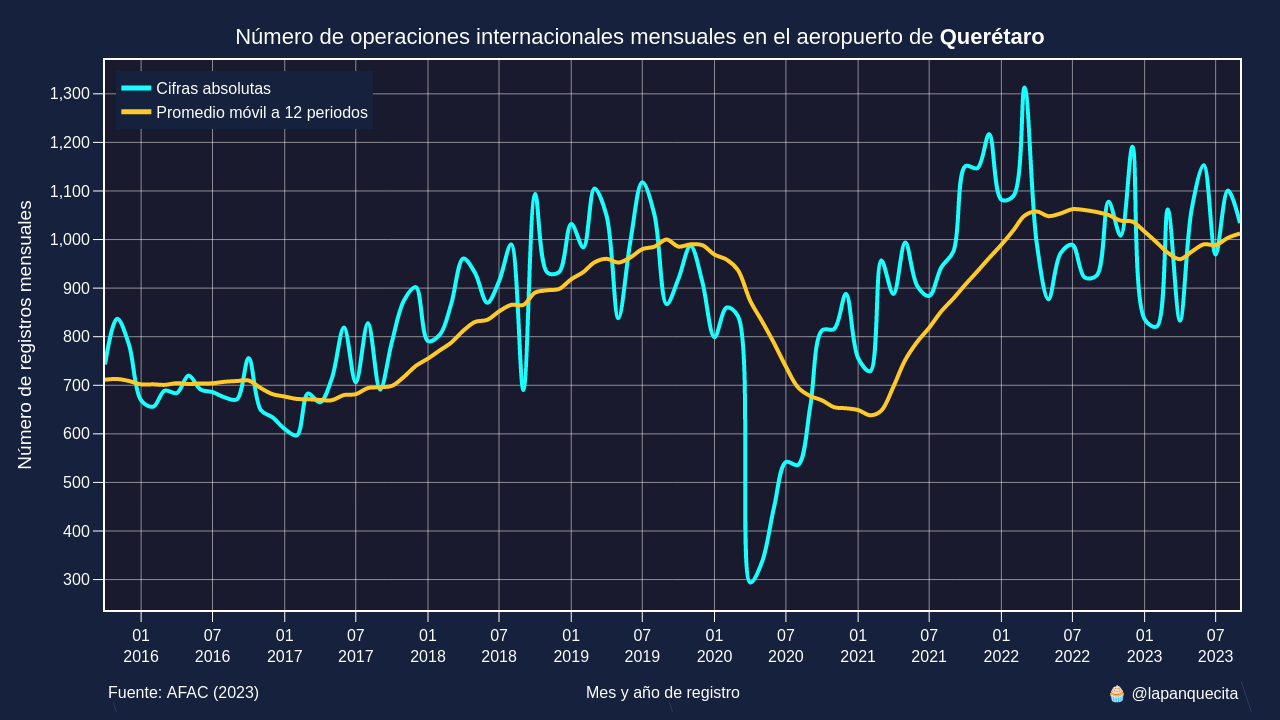 Número de operaciones internacionales mensuales en el aeropuerto de Querétaro
Cifras absolutas
Promedio móvil a 12 periodos
Número de registros mensuales
1,300
1,200
1,100
1,000
900
800
700
600
500
400
300
01 07 01 07 01 07 01 07 01 07 01 07 01 07 01 07
2016 2016 2017 2017 2018 2018 2019 2019 2020 2020 2021 2021 2022 2022 2023 2023
Fuente: AFAC (2023) Mes y año de registro 🧁 @lapanquecita